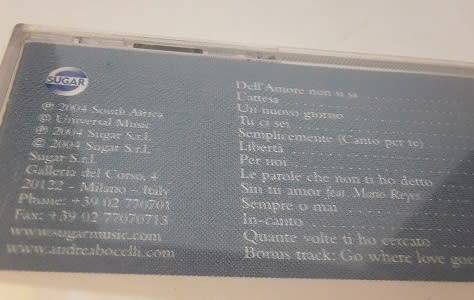 SUGAR
℗ 2004 South Africa
© Universal Music
℗ 2004 Sugar S.r.l.
© 2004 Sugar S.r.l.
Sugar S.r.l.
Galleria del Corso, 4
20122 - Milano - Italy
Phone: +39 02 770701
Fax: +39 02 77070713
www.sugarmusic.com
www.andreabocelli.com
Dell'Amore non si sa
L'attesa
Un nuovo giorno
Tu ci sei
Semplicemente (Canto per te)
Libertà
Per noi
Le parole che non ti ho detto
Sin tu amor feat. Mario Reyes
Sempre o mai
In-canto
Quante volte ti ho cercato
Bonus track: Go where love goe